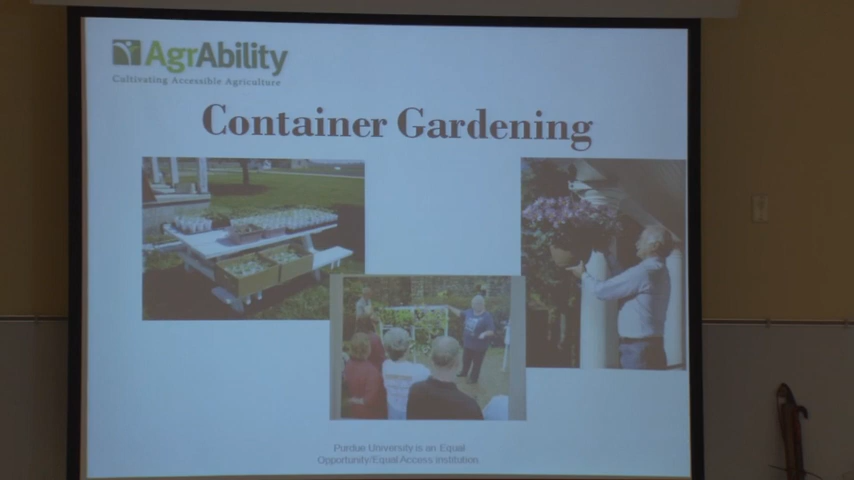 AgrAbility
Cultivating Accessible Agriculture
Container Gardening
Purdue University is an Equal
Opportunity/Equal Access Institution